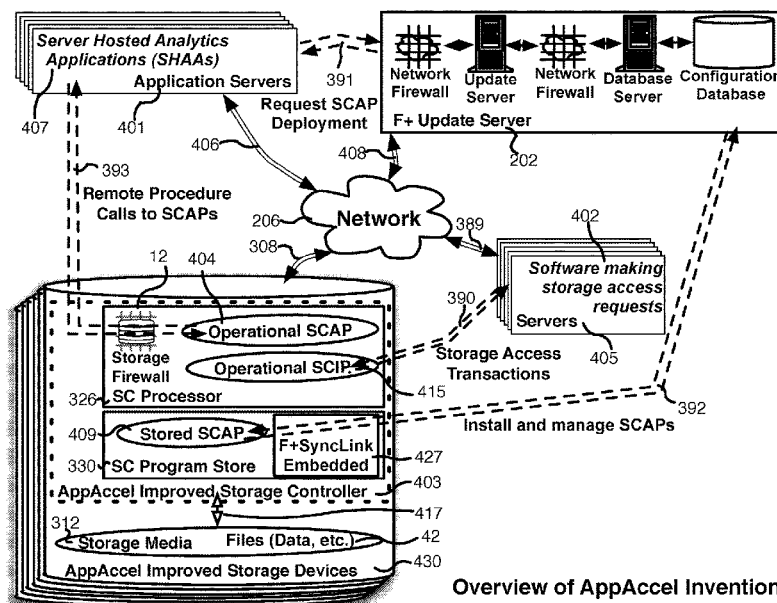 Server Hosted Analytics
Applications (SHAAs)
Application Servers
407
401
391
Request SCAP
Deployment
Network
Firewall
Update
Server
Network
Firewall
Database
Server
Configuration
Database
F+ Update Server
202
406
408
393
Remote Procedure
Calls to SCAPs
206
Network
389
308
402
Software making
storage access
requests
Servers
405
390
Storage Access
Transactions
12
404
Operational SCAP
Storage
Firewall
Operational SCIP
415
326
SC Processor
392
Install and manage SCAPs
409
Stored SCAP
F+SyncLink
Embedded
427
330
SC Program Store
AppAccel Improved Storage Controller
403
417
312
Storage Media
Files (Data, etc.)
42
AppAccel Improved Storage Devices
430
Overview of AppAccel Invention